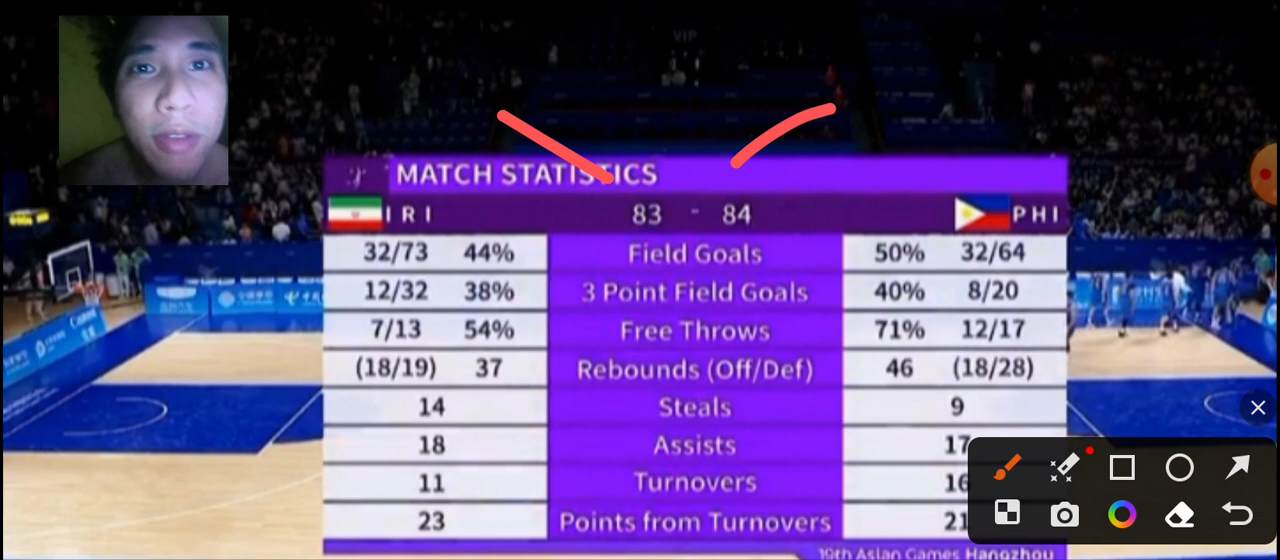 VIP
MATCH STATISTICS
IRI 83 - 84 PHI
32/73 44% Field Goals 50% 32/64
12/32 38% 3 Point Field Goals 40% 8/20
7/13 54% Free Throws 71% 12/17
(18/19) 37 Rebounds (Off/Def) 46 (18/28)
14 Steals 9
18 Assists 17
11 Turnovers 16
23 Points from Turnovers 21
19th Asian Games Hangzhou
Canon